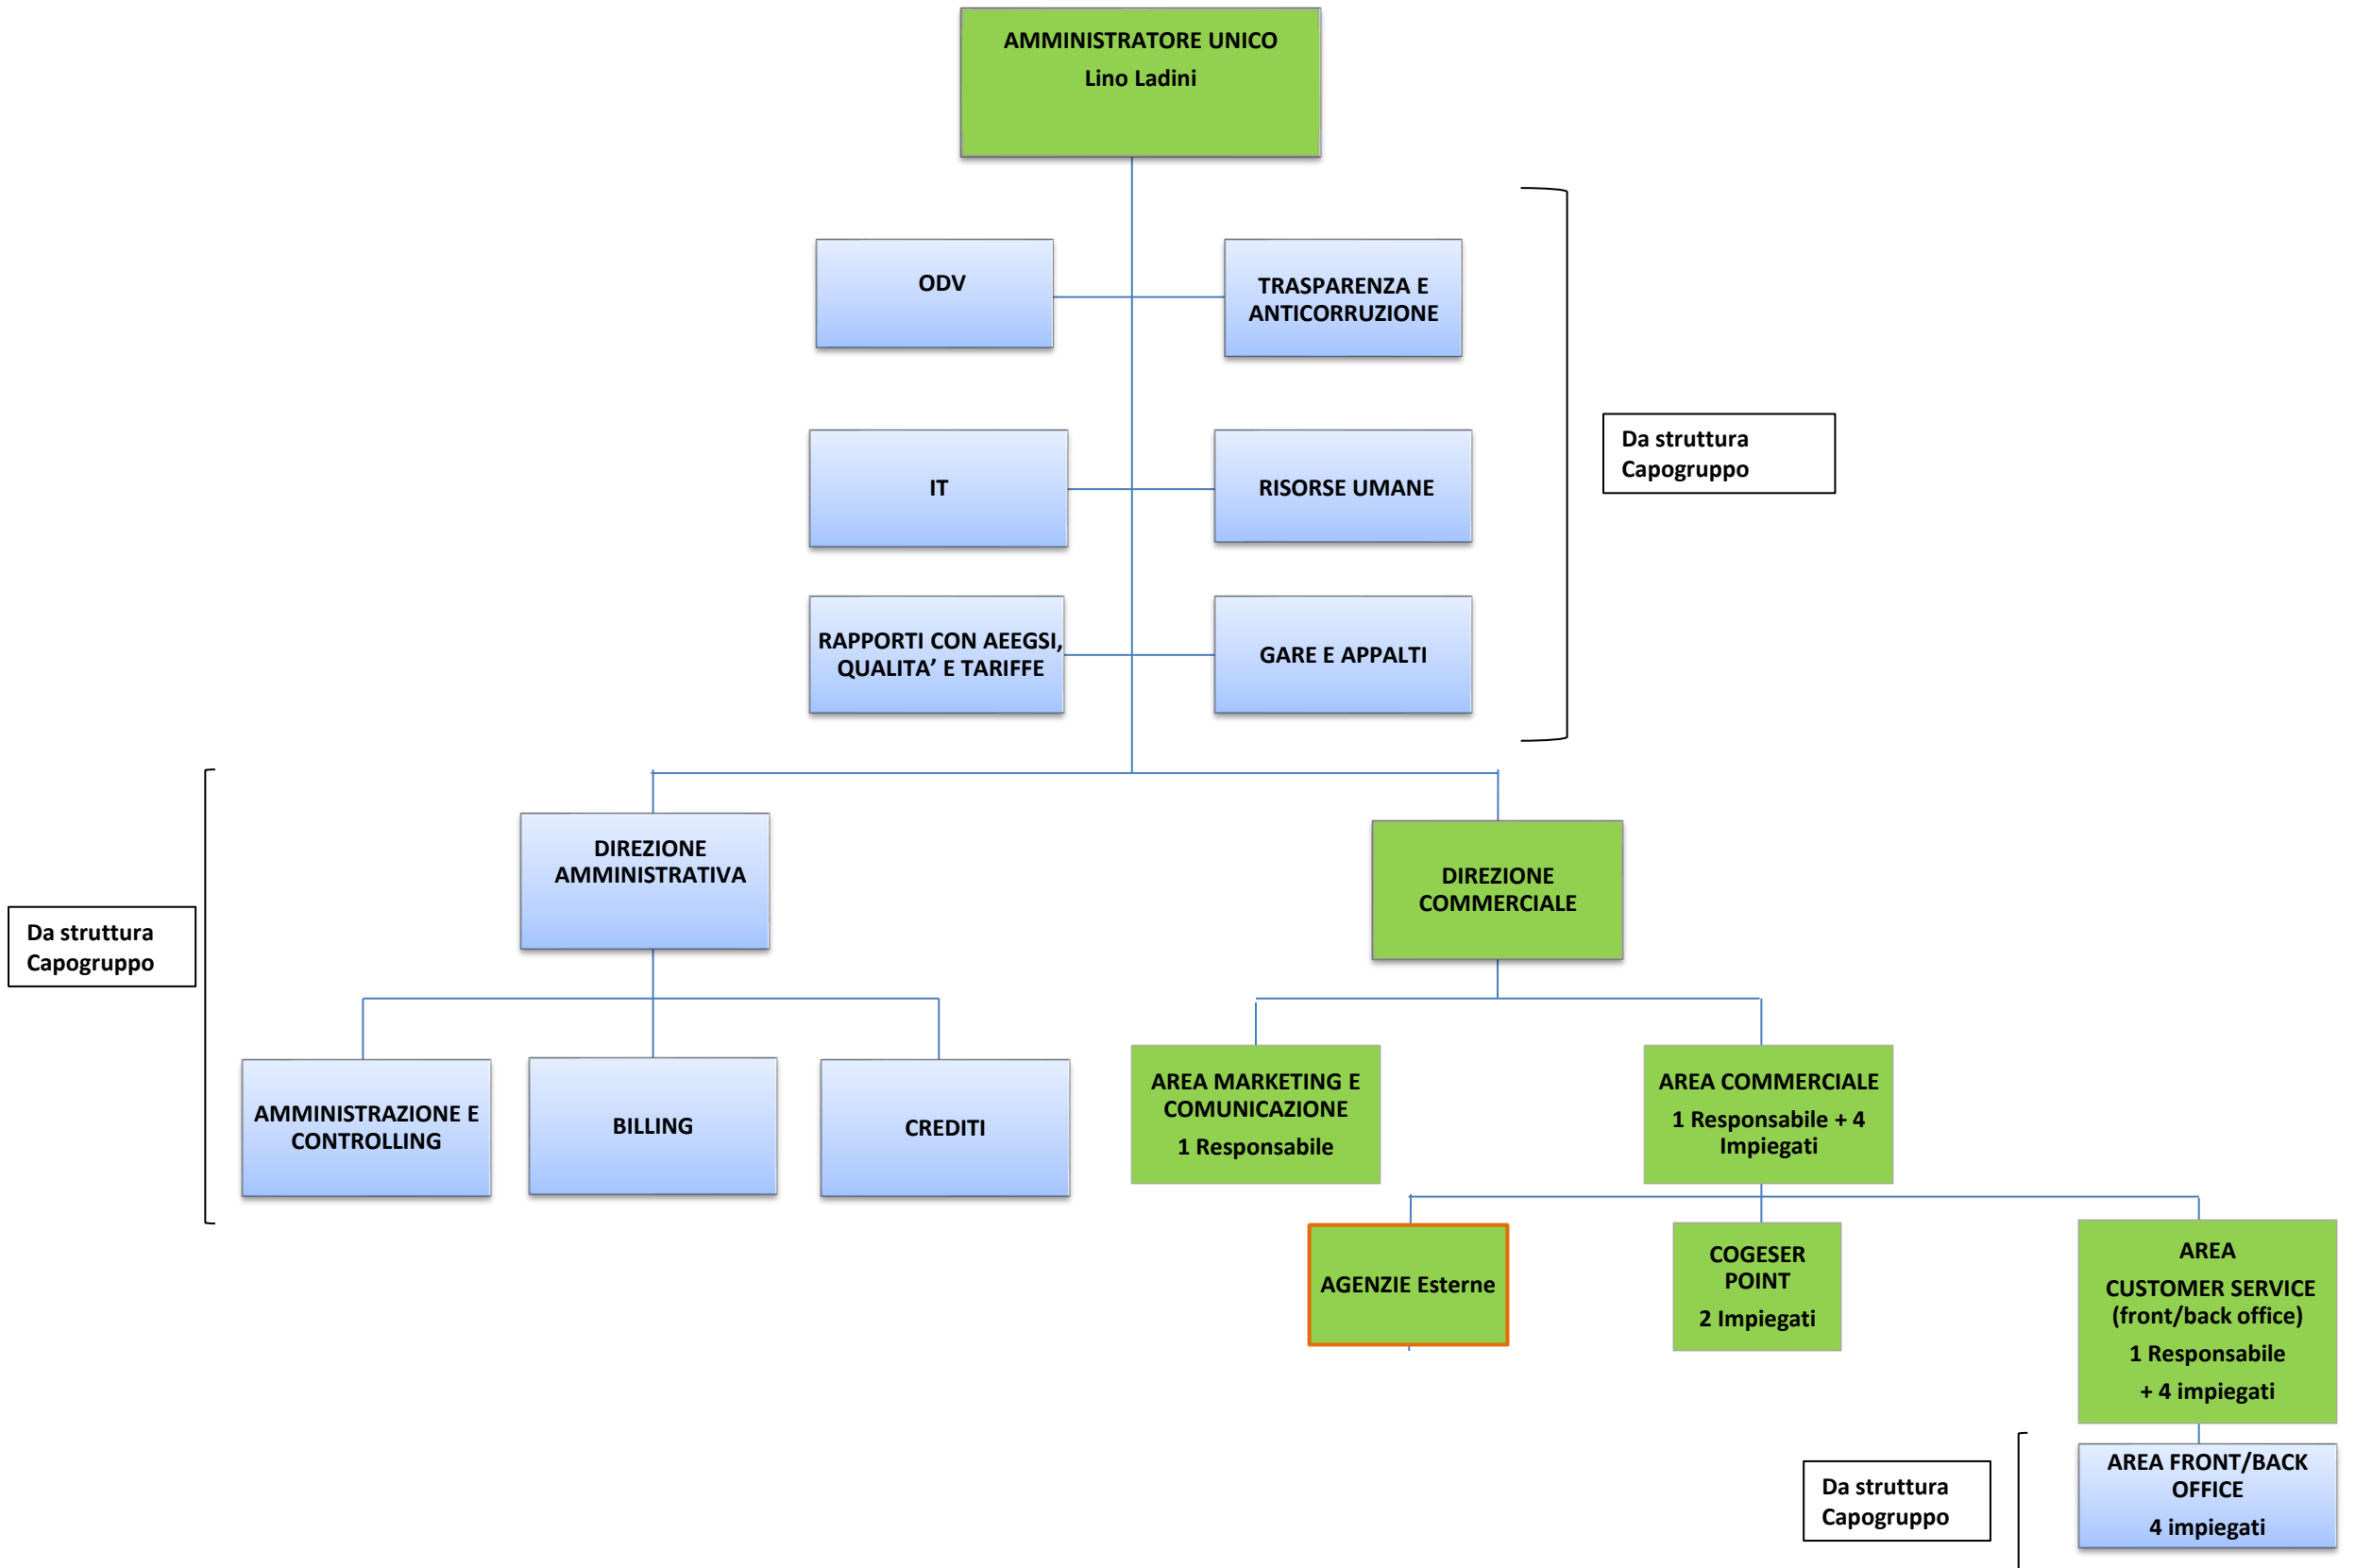 AMMINISTRATORE UNICO
Lino Ladini
ODV
TRASPARENZA E
ANTICORRUZIONE
Da struttura
Capogruppo
IT
RISORSE UMANE
RAPPORTI CON AEEGSI,
QUALITA’ E TARIFFE
GARE E APPALTI
DIREZIONE
AMMINISTRATIVA
DIREZIONE
COMMERCIALE
Da struttura
Capogruppo
AMMINISTRAZIONE E
CONTROLLING
BILLING
CREDITI
AREA MARKETING E
COMUNICAZIONE
1 Responsabile
AREA COMMERCIALE
1 Responsabile + 4
Impiegati
AGENZIE Esterne
COGESER
POINT
2 Impiegati
AREA
CUSTOMER SERVICE
(front/back office)
1 Responsabile
+ 4 impiegati
Da struttura
Capogruppo
AREA FRONT/BACK
OFFICE
4 impiegati